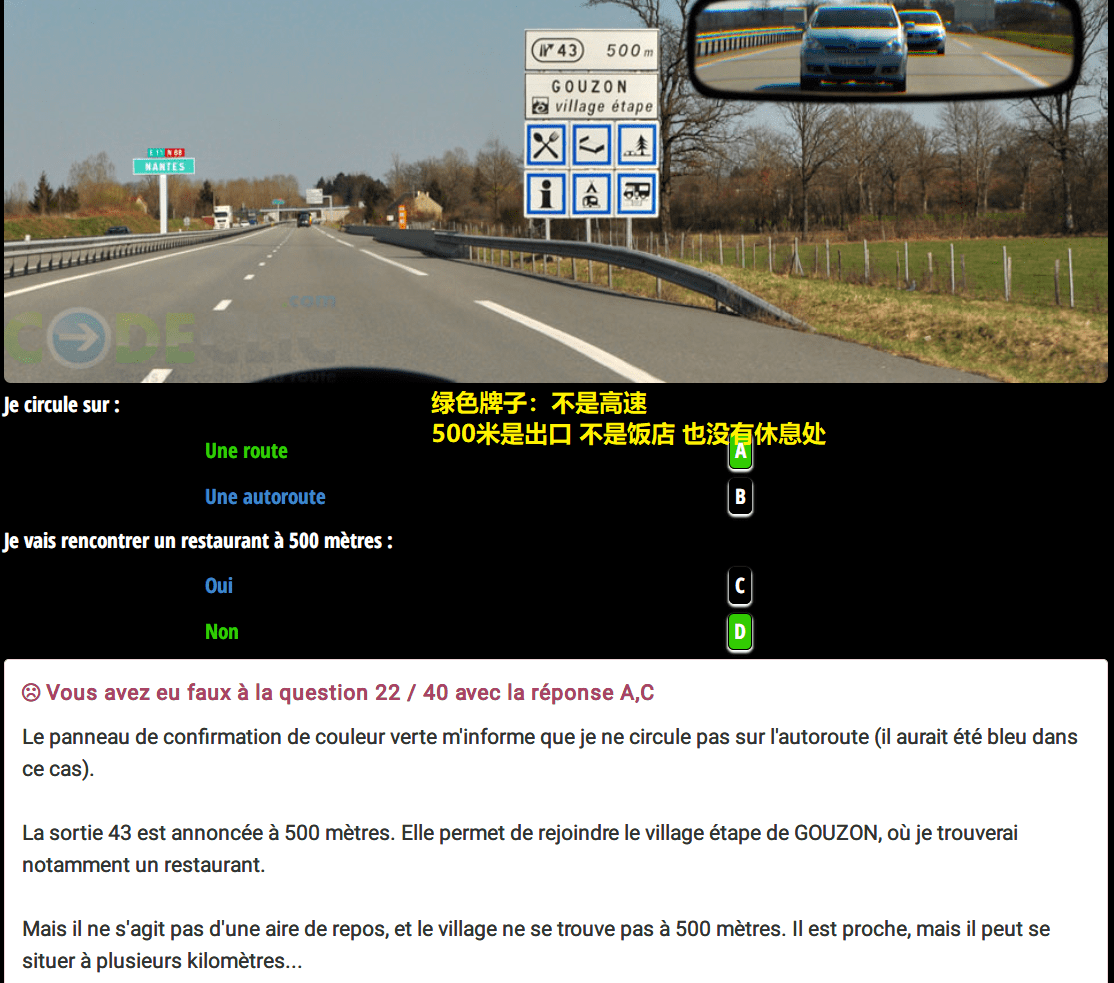 43 500 m
GOUZON
village étape
E 11 N 88
NANTES
i
.com
CODECLIC
Je circule sur :
绿色牌子：不是高速
500米是出口 不是饭店 也没有休息处
Une route A
Une autoroute B
Je vais rencontrer un restaurant à 500 mètres :
Oui C
Non D
Vous avez eu faux à la question 22 / 40 avec la réponse A,C
Le panneau de confirmation de couleur verte m'informe que je ne circule pas sur l'autoroute (il aurait été bleu dans
ce cas).
La sortie 43 est annoncée à 500 mètres. Elle permet de rejoindre le village étape de GOUZON, où je trouverai
notamment un restaurant.
Mais il ne s'agit pas d'une aire de repos, et le village ne se trouve pas à 500 mètres. Il est proche, mais il peut se
situer à plusieurs kilomètres...